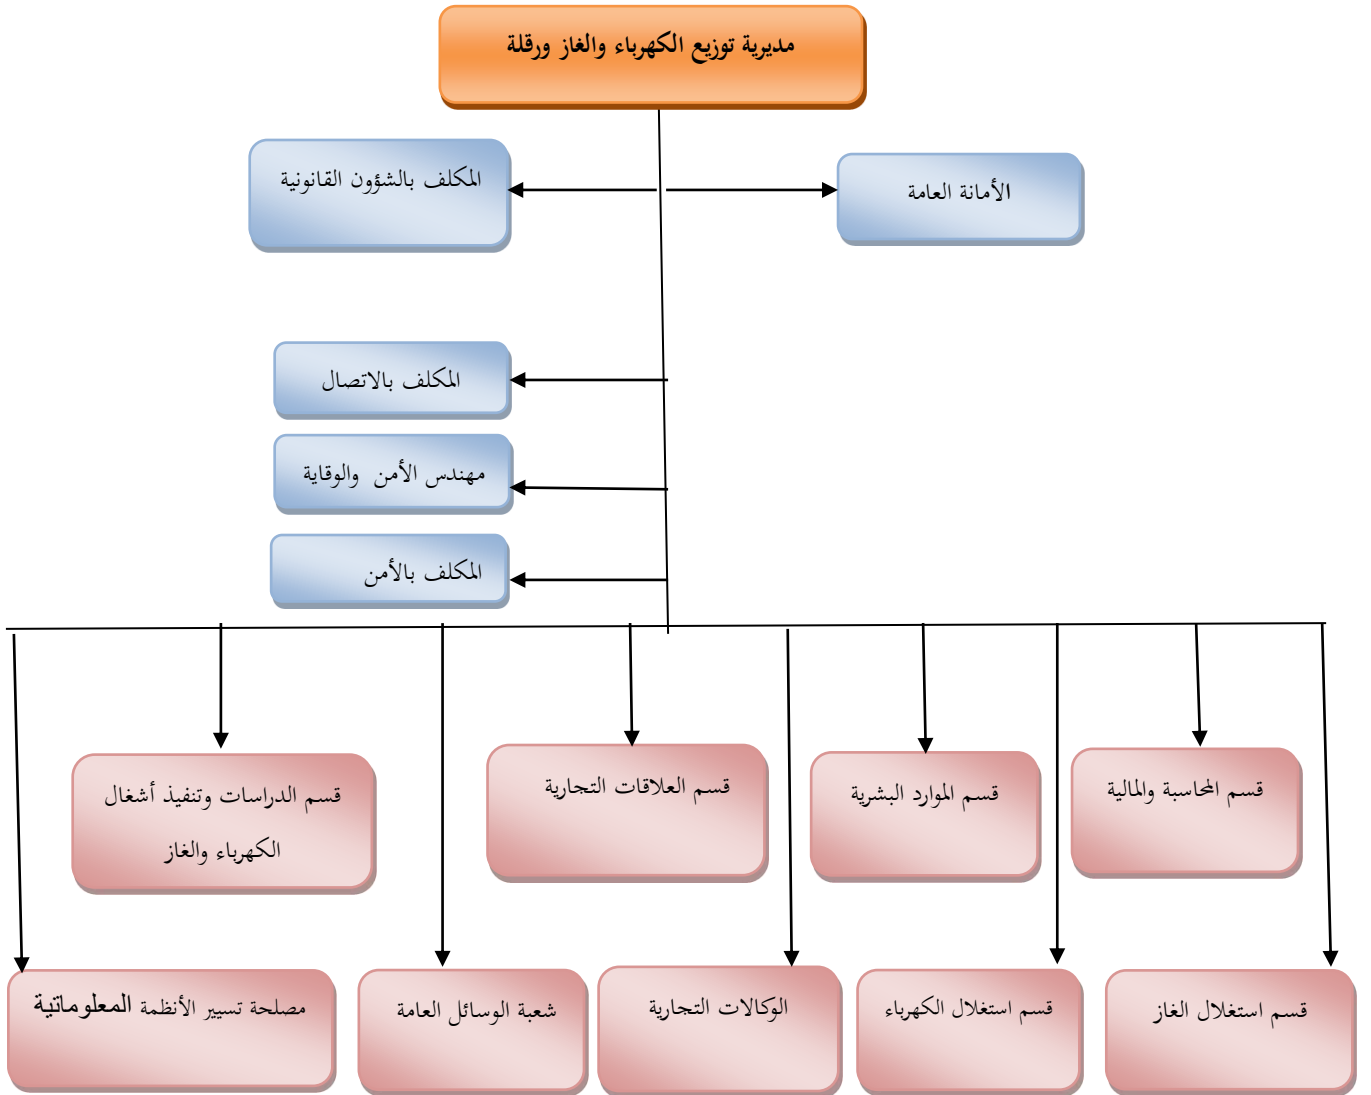 مديرية توزيع الكهرباء والغاز ورقلة
الأمانة العامة
المكلف بالشؤون القانونية
المكلف بالاتصال
مهندس الأمن والوقاية
المكلف بالأمن
قسم المحاسبة والمالية
قسم الموارد البشرية
قسم العلاقات التجارية
قسم الدراسات وتنفيذ أشغال
الكهرباء والغاز
قسم استغلال الغاز
قسم استغلال الكهرباء
الوكالات التجارية
شعبة الوسائل العامة
مصلحة تسيير الأنظمة المعلوماتية